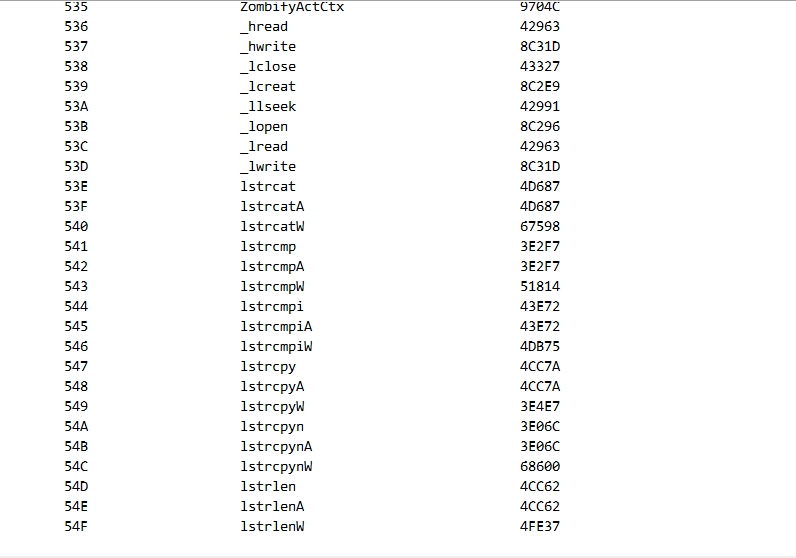 535 ZombifyActCtx 9704C
536 _hread 42963
537 _hwrite 8C31D
538 _lclose 43327
539 _lcreat 8C2E9
53A _llseek 42991
53B _lopen 8C296
53C _lread 42963
53D _lwrite 8C31D
53E lstrcat 4D687
53F lstrcatA 4D687
540 lstrcatW 67598
541 lstrcmp 3E2F7
542 lstrcmpA 3E2F7
543 lstrcmpW 51814
544 lstrcmpi 43E72
545 lstrcmpiA 43E72
546 lstrcmpiW 4DB75
547 lstrcpy 4CC7A
548 lstrcpyA 4CC7A
549 lstrcpyW 3E4E7
54A lstrcpyn 3E06C
54B lstrcpynA 3E06C
54C lstrcpynW 68600
54D lstrlen 4CC62
54E lstrlenA 4CC62
54F lstrlenW 4FE37